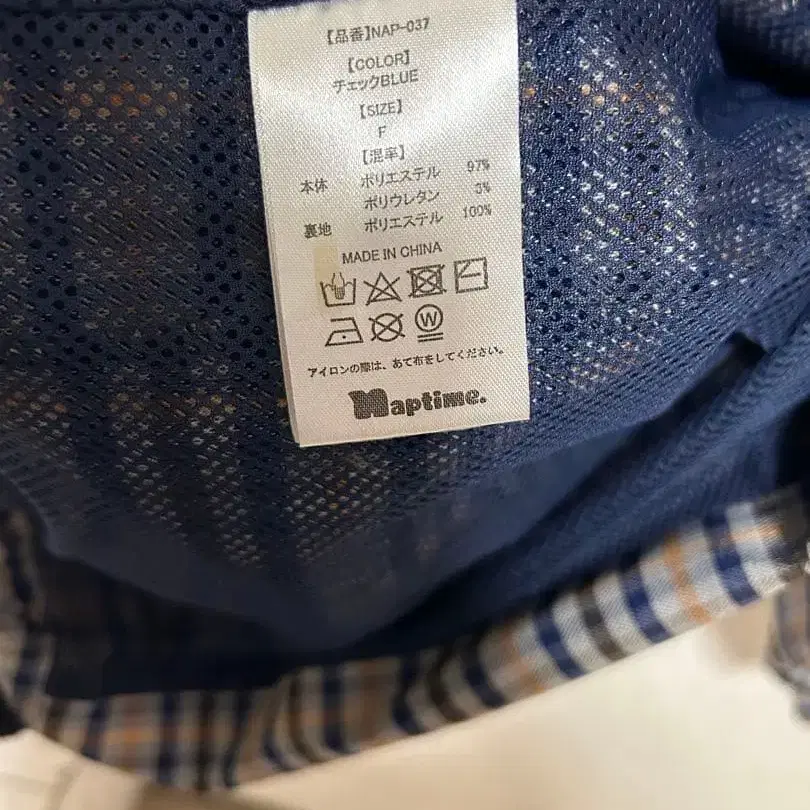 【品番】NAP-037
【COLOR】
チェックBLUE
【SIZE】
F
【混率】
本体 ポリエステル 97%
ポリウレタン 3%
裏地 ポリエステル 100%
MADE IN CHINA
W
アイロンの際は、あて布をしてください。
Naptime.